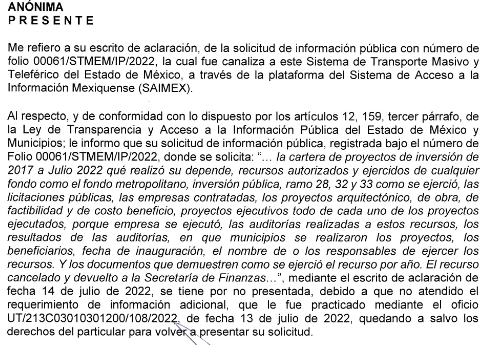 ANÓNIMA
P R E S E N T E
Me refiero a su escrito de aclaración, de la solicitud de información pública con número de
folio 00061/STMEM/IP/2022, la cual fue canaliza a este Sistema de Transporte Masivo y
Teleférico del Estado de México, a través de la plataforma del Sistema de Acceso a la
Información Mexiquense (SAIMEX).
Al respecto, y de conformidad con lo dispuesto por los artículos 12, 159, tercer párrafo, de
la Ley de Transparencia y Acceso a la Información Pública del Estado de México y
Municipios; le informo que su solicitud de información pública, registrada bajo el número de
Folio 00061/STMEM/IP/2022, donde se solicita: “… la cartera de proyectos de inversión de
2017 a Julio 2022 qué realizó su depende, recursos autorizados y ejercidos de cualquier
fondo como el fondo metropolitano, inversión pública, ramo 28, 32 y 33 como se ejerció, las
licitaciones públicas, las empresas contratadas, los proyectos arquitectónico, de obra, de
factibilidad y de costo beneficio, proyectos ejecutivos todo de cada uno de los proyectos
ejecutados, porque empresa se ejecutó, las auditorías realizadas a estos recursos, los
resultados de las auditorías, en que municipios se realizaron los proyectos, los
beneficiarios, fecha de inauguración, el nombre de o los responsables de ejercer los
recursos. Y los documentos que demuestren como se ejerció el recurso por año. El recurso
cancelado y devuelto a la Secretaría de Finanzas…”, mediante el escrito de aclaración de
fecha 14 de julio de 2022, se tiene por no presentada, debido a que no atendido el
requerimiento de información adicional, que le fue practicado mediante el oficio
UT/213C03010301200/108/2022, de fecha 13 de julio de 2022, quedando a salvo los
derechos del particular para volver a presentar su solicitud.